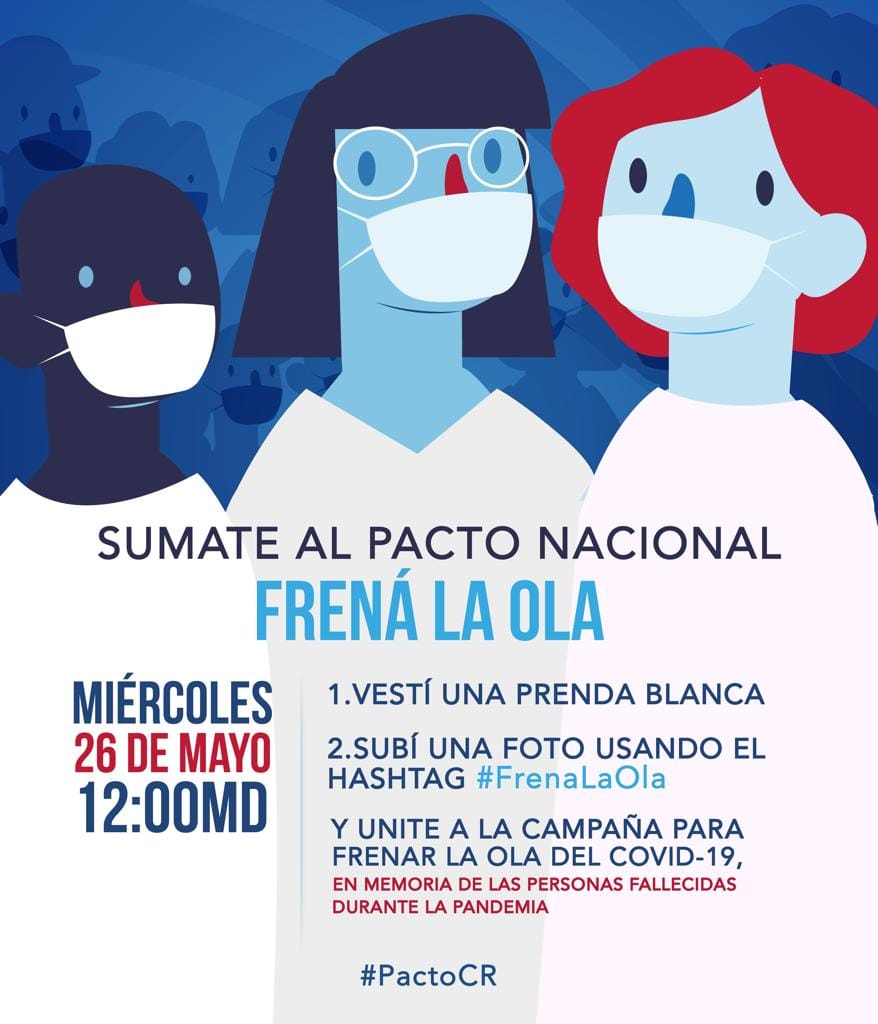 SUMATE AL PACTO NACIONAL
FRENÁ LA OLA
MIÉRCOLES
26 DE MAYO
12:00MD
1.VESTÍ UNA PRENDA BLANCA
2.SUBÍ UNA FOTO USANDO EL
HASHTAG #FrenaLaOla
Y UNITE A LA CAMPAÑA PARA
FRENAR LA OLA DEL COVID-19,
EN MEMORIA DE LAS PERSONAS FALLECIDAS
DURANTE LA PANDEMIA
#PactoCR